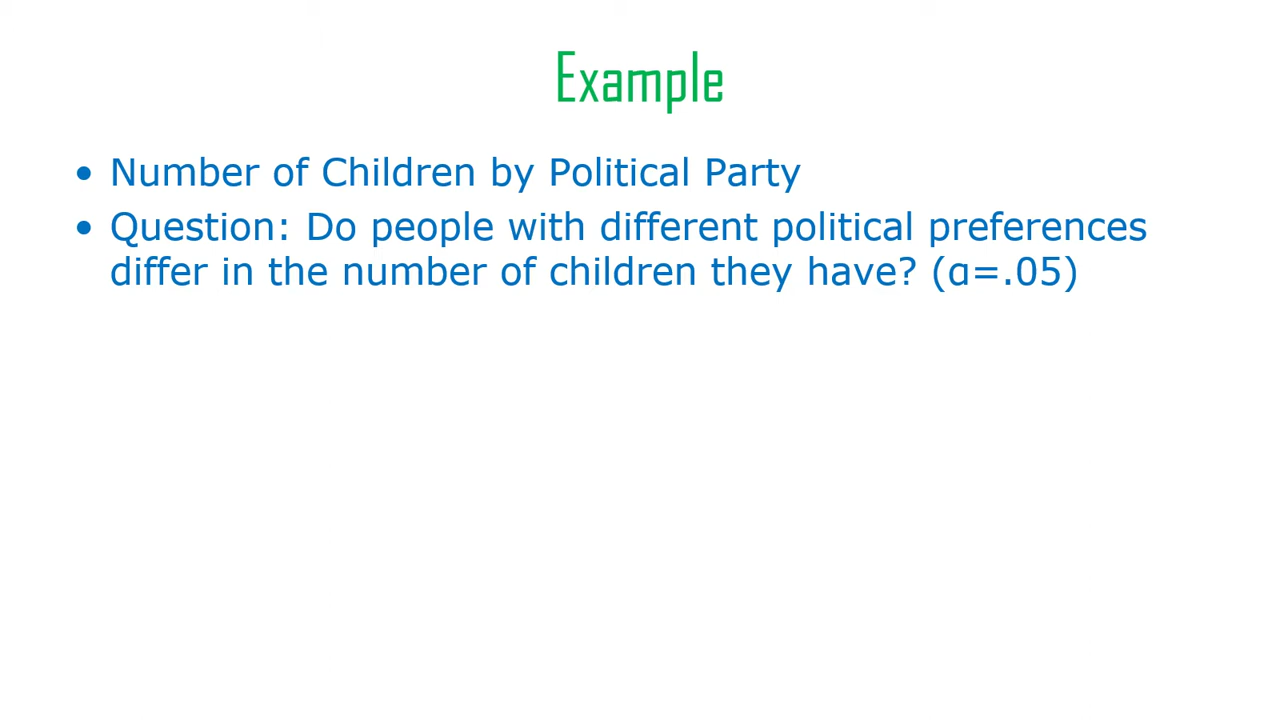 Example
• Number of Children by Political Party
• Question: Do people with different political preferences
differ in the number of children they have? (α=.05)